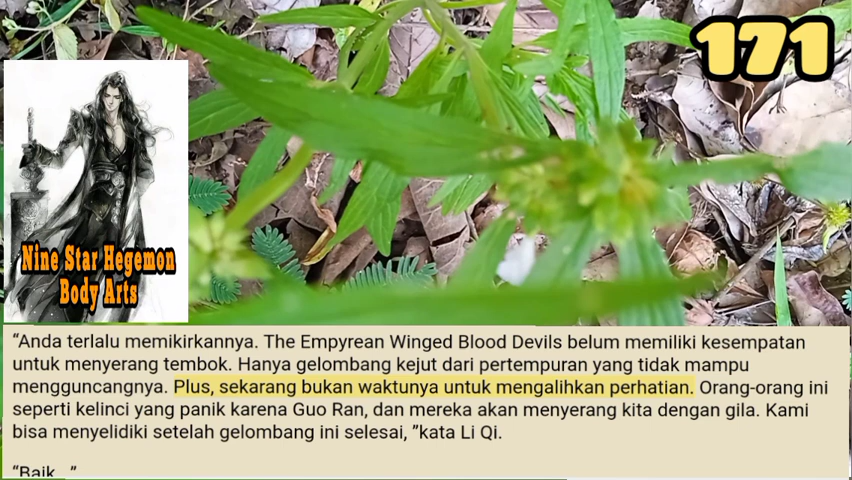 171
Nine Star Hegemon
Body Arts
“Anda terlalu memikirkannya. The Empyrean Winged Blood Devils belum memiliki kesempatan
untuk menyerang tembok. Hanya gelombang kejut dari pertempuran yang tidak mampu
mengguncangnya. Plus, sekarang bukan waktunya untuk mengalihkan perhatian. Orang-orang ini
seperti kelinci yang panik karena Guo Ran, dan mereka akan menyerang kita dengan gila. Kami
bisa menyelidiki setelah gelombang ini selesai, ”kata Li Qi.
“Baik…”